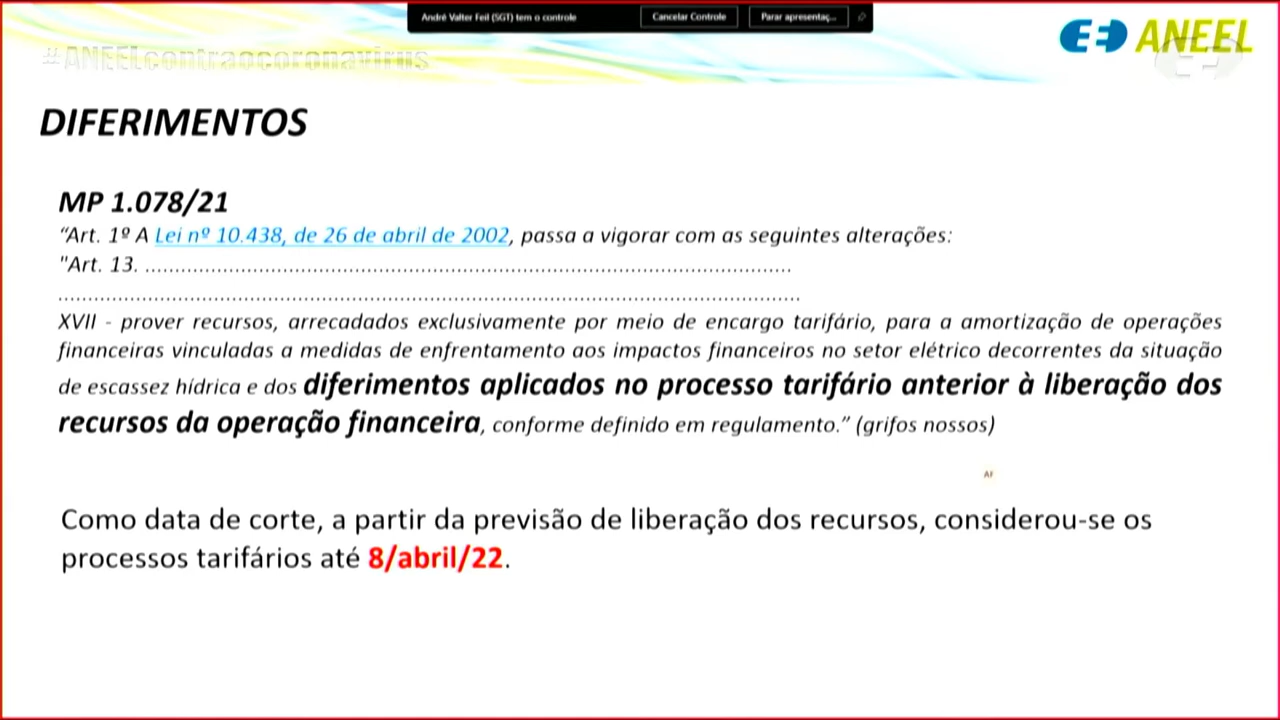 André Valter Feil (SGT) tem o controle
Cancelar Controle
Parar apresentaç...
ANEEL
#ANEELcontraocoronavirus
DIFERIMENTOS
MP 1.078/21
“Art. 1º A Lei nº 10.438, de 26 de abril de 2002, passa a vigorar com as seguintes alterações:
"Art. 13. ..............................................................................................................
..............................................................................................................................
XVII - prover recursos, arrecadados exclusivamente por meio de encargo tarifário, para a amortização de operações
financeiras vinculadas a medidas de enfrentamento aos impactos financeiros no setor elétrico decorrentes da situação
de escassez hídrica e dos diferimentos aplicados no processo tarifário anterior à liberação dos
recursos da operação financeira, conforme definido em regulamento.” (grifos nossos)
Como data de corte, a partir da previsão de liberação dos recursos, considerou-se os
processos tarifários até 8/abril/22.